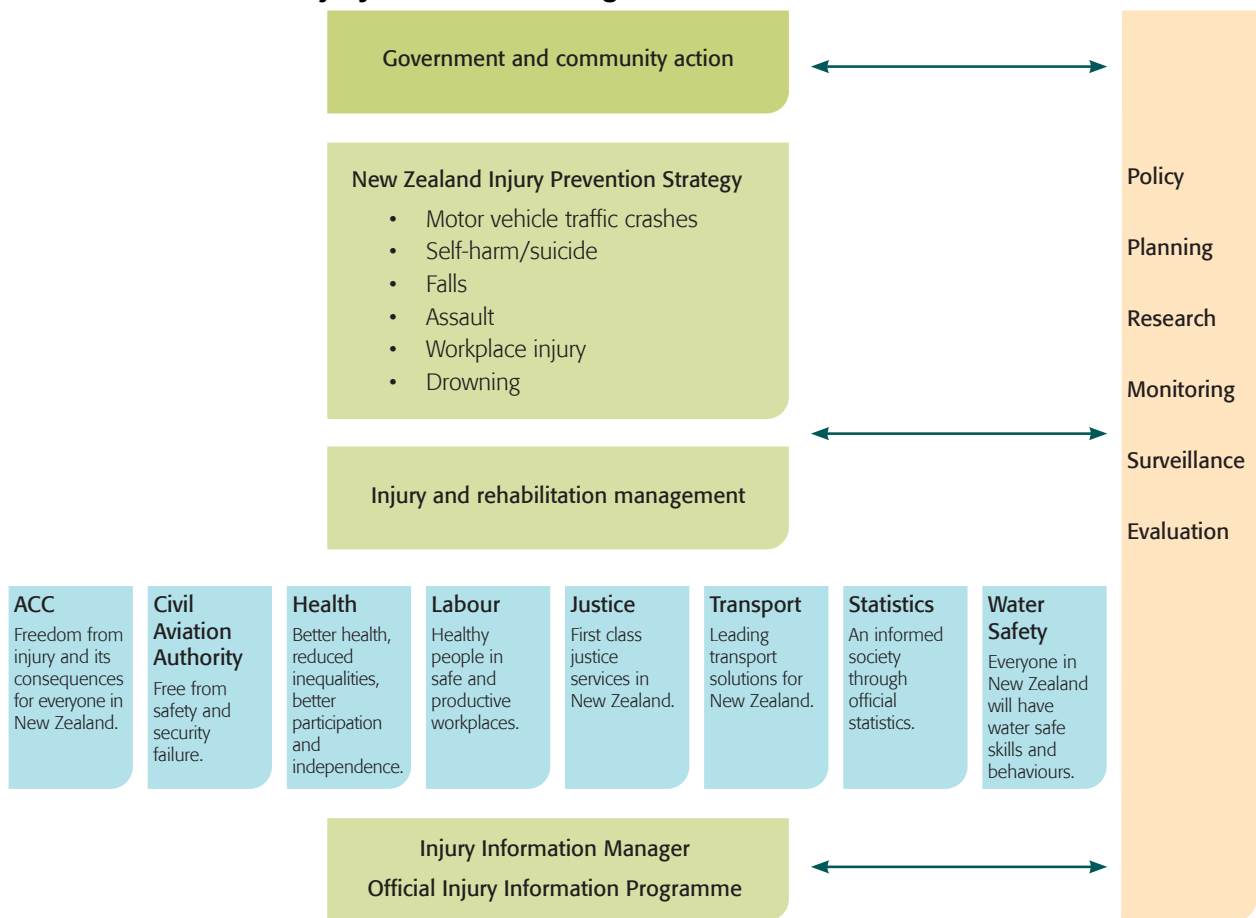 Government and community action
New Zealand Injury Prevention Strategy
• Motor vehicle traffic crashes
• Self-harm/suicide
• Falls
• Assault
• Workplace injury
• Drowning
Injury and rehabilitation management
Policy
Planning
Research
Monitoring
Surveillance
Evaluation
ACC
Freedom from
injury and its
consequences
for everyone in
New Zealand.
Civil
Aviation
Authority
Free from
safety and
security
failure.
Health
Better health,
reduced
inequalities,
better
participation
and
independence.
Labour
Healthy
people in
safe and
productive
workplaces.
Justice
First class
justice
services in
New Zealand.
Transport
Leading
transport
solutions for
New Zealand.
Statistics
An informed
society
through
official
statistics.
Water
Safety
Everyone in
New Zealand
will have
water safe
skills and
behaviours.
Injury Information Manager
Official Injury Information Programme